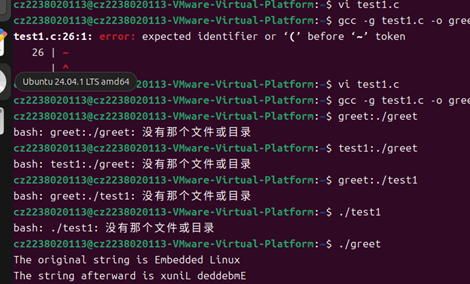 cz2238020113@cz2238020113-VMware-Virtual-Platform:~$ vi test1.c
cz2238020113@cz2238020113-VMware-Virtual-Platform:~$ gcc -g test1.c -o gree
test1.c:26:1: error: expected identifier or ‘(’ before ‘~’ token
26 | ~
| ^
Ubuntu 24.04.1 LTS amd64
cz2238020113@cz2238020113-VMware-Virtual-Platform:~$ vi test1.c
cz2238020113@cz2238020113-VMware-Virtual-Platform:~$ gcc -g test1.c -o gree
cz2238020113@cz2238020113-VMware-Virtual-Platform:~$ greet:./greet
bash: greet:./greet: 没有那个文件或目录
cz2238020113@cz2238020113-VMware-Virtual-Platform:~$ test1:./greet
bash: test1:./greet: 没有那个文件或目录
cz2238020113@cz2238020113-VMware-Virtual-Platform:~$ greet:./test1
bash: greet:./test1: 没有那个文件或目录
cz2238020113@cz2238020113-VMware-Virtual-Platform:~$ ./test1
bash: ./test1: 没有那个文件或目录
cz2238020113@cz2238020113-VMware-Virtual-Platform:~$ ./greet
The original string is Embedded Linux
The string afterward is xuniL deddebmE